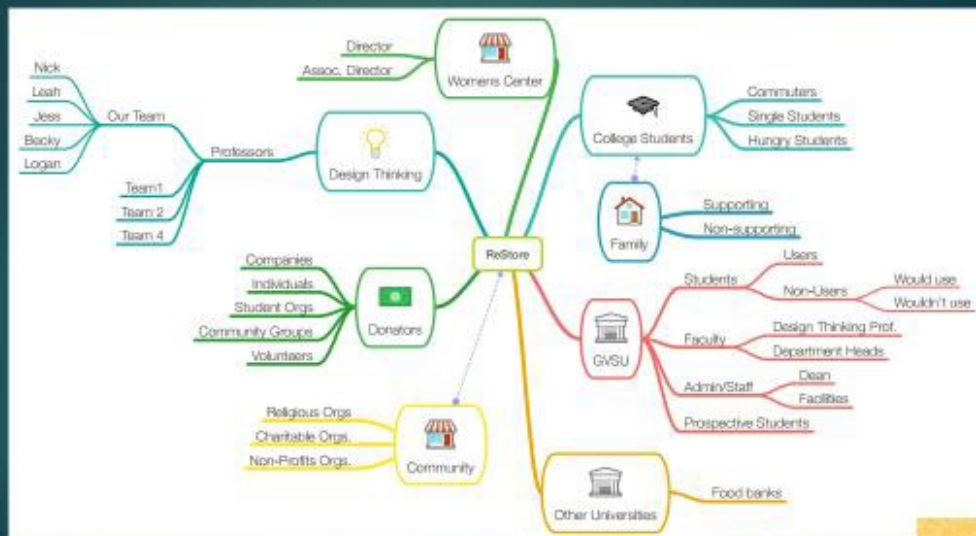 Director
Assoc. Director
Womens Center
Nick
Leah
Jess
Becky
Logan
Our Team
Professors
Team1
Team 2
Team 4
Design Thinking
College Students
Commuters
Single Students
Hungry Students
Family
Supporting
Non-supporting
ReStore
Companies
Individuals
Student Orgs
Community Groups
Volunteers
Donators
GVSU
Students
Users
Non-Users
Would use
Wouldn't use
Faculty
Design Thinking Prof.
Department Heads
Admin/Staff
Dean
Facilities
Prospective Students
Religious Orgs
Charitable Orgs.
Non-Profits Orgs.
Community
Other Universities
Food banks